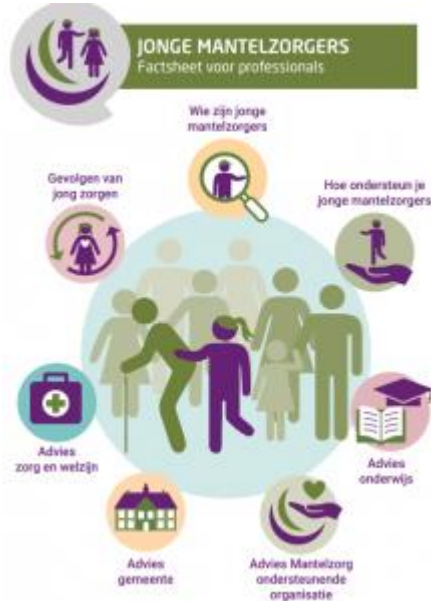 JONGE MANTELZORGERS
Factsheet voor professionals
Wie zijn jonge
mantelzorgers
Gevolgen van
jong zorgen
Hoe ondersteun je
jonge mantelzorgers
Advies
zorg en welzijn
Advies
onderwijs
Advies
gemeente
Advies Mantelzorg
ondersteunende
organisatie